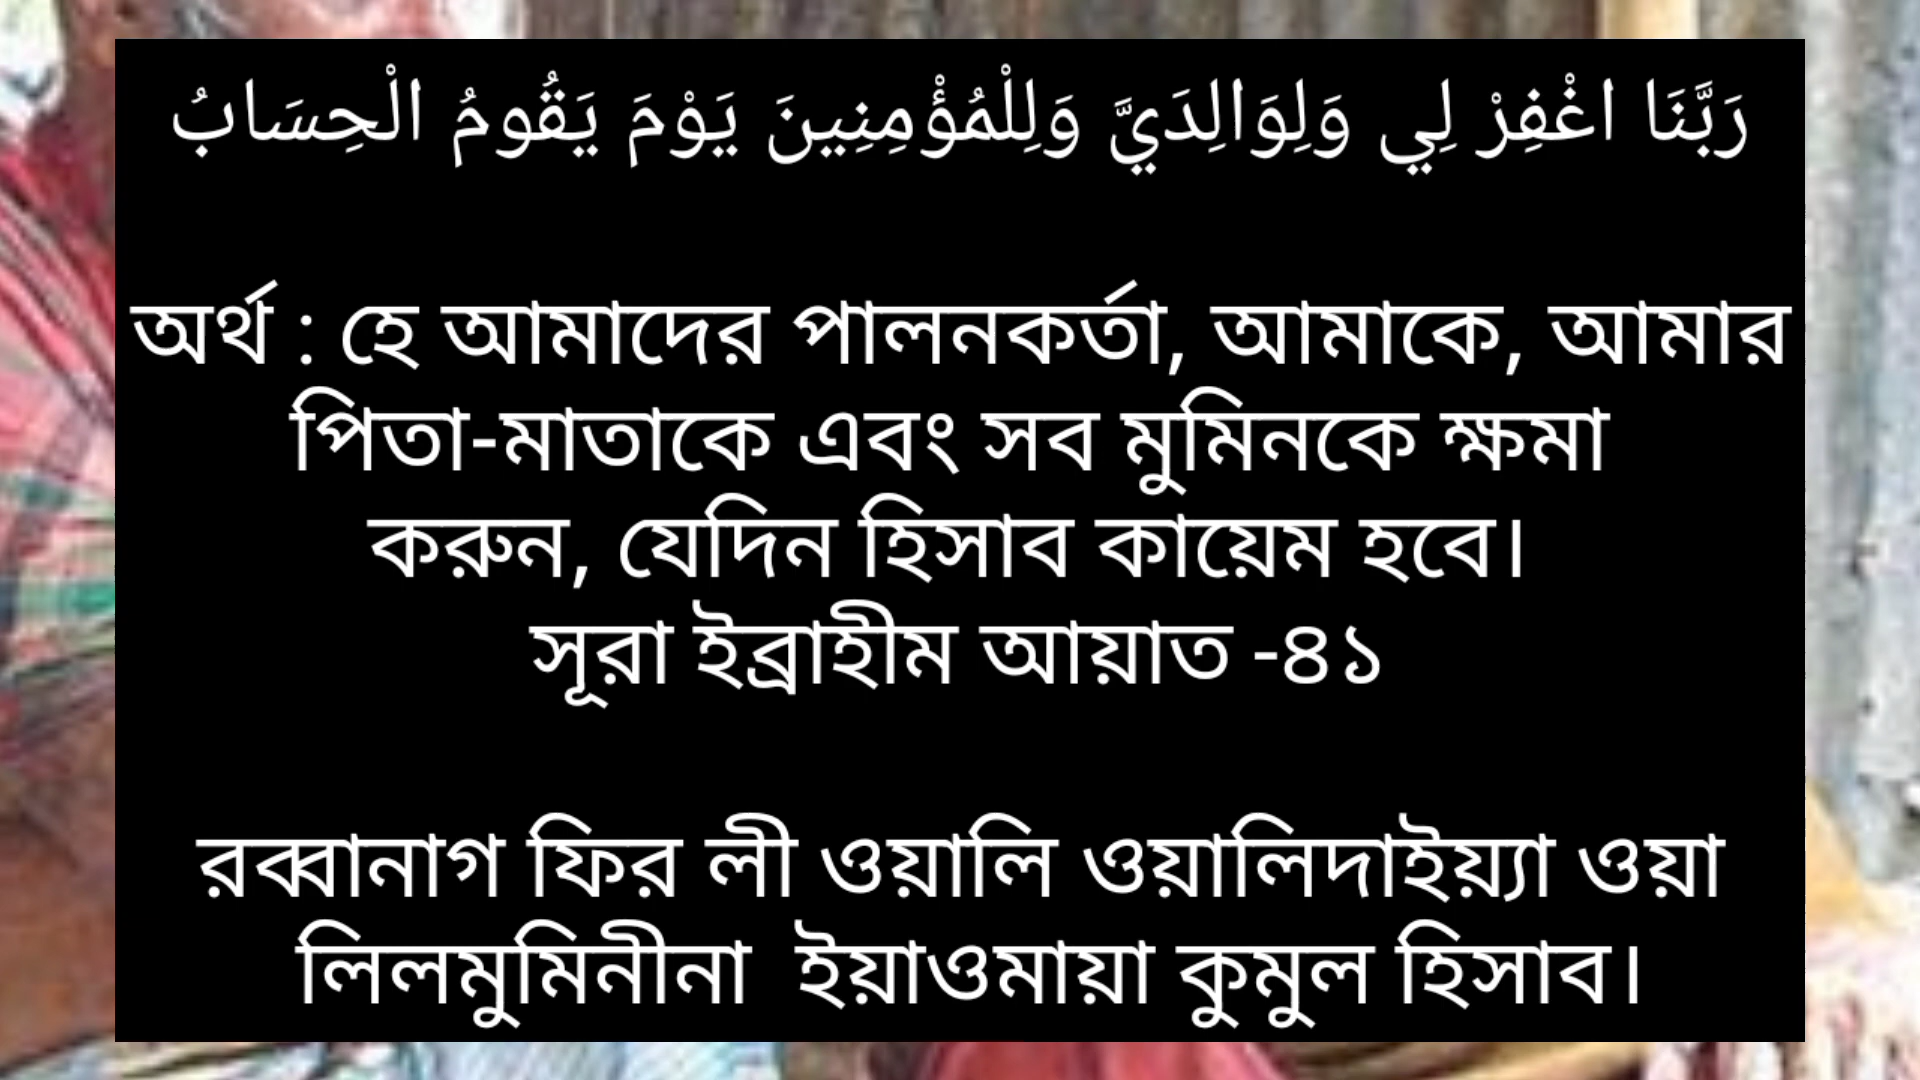 رَبَّنَا اغْفِرْ لِي وَلِوَالِدَيَّ وَلِلْمُؤْمِنِينَ يَوْمَ يَقُومُ الْحِسَابُ
অর্থ : হে আমাদের পালনকর্তা, আমাকে, আমার
পিতা-মাতাকে এবং সব মুমিনকে ক্ষমা
করুন, যেদিন হিসাব কায়েম হবে।
সূরা ইব্রাহীম আয়াত -৪১
রব্বানাগ ফির লী ওয়ালি ওয়ালিদাইয়্যা ওয়া
লিলমুমিনীনা ইয়াওমায়া কুমুল হিসাব।